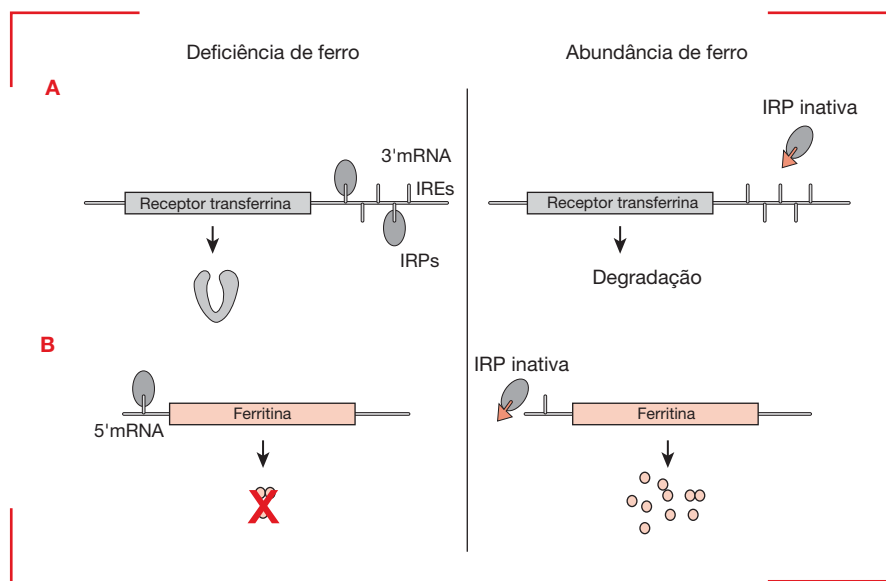 Deficiência de ferro
Abundância de ferro
A
IRP inativa
3'mRNA
IREs
Receptor transferrina
Receptor transferrina
IRPs
Degradação
B
IRP inativa
Ferritina
Ferritina
5'mRNA
X